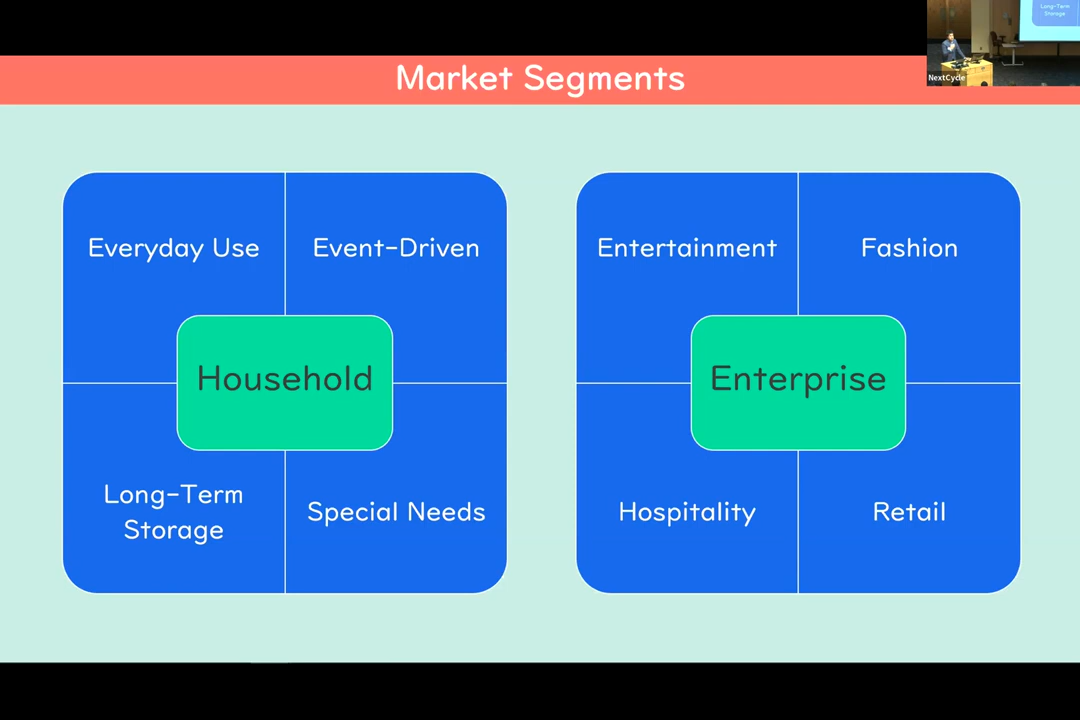 Market Segments
Long-Term
Storage
NextCycle
Everyday Use
Event-Driven
Household
Long-Term
Storage
Special Needs
Entertainment
Fashion
Enterprise
Hospitality
Retail